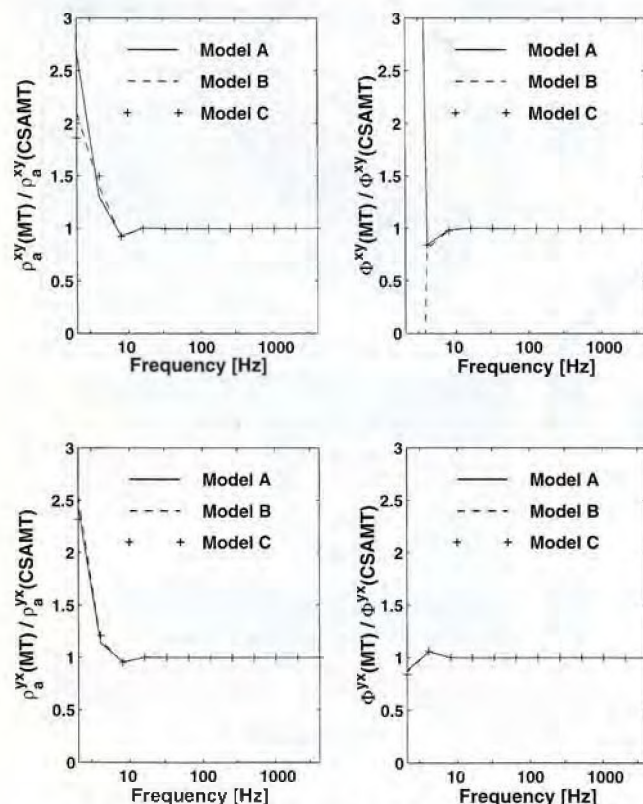 3
2.5
2
1.5
1
0.5
0
ρₐˣʸ(MT) / ρₐˣʸ(CSAMT)
Model A
Model B
Model C
10 100 1000
Frequency [Hz]
3
2.5
2
1.5
1
0.5
0
Φˣʸ(MT) / Φˣʸ(CSAMT)
Model A
Model B
Model C
10 100 1000
Frequency [Hz]
3
2.5
2
1.5
1
0.5
0
ρₐʸˣ(MT) / ρₐʸˣ(CSAMT)
Model A
Model B
Model C
10 100 1000
Frequency [Hz]
3
2.5
2
1.5
1
0.5
0
Φʸˣ(MT) / Φʸˣ(CSAMT)
Model A
Model B
Model C
10 100 1000
Frequency [Hz]